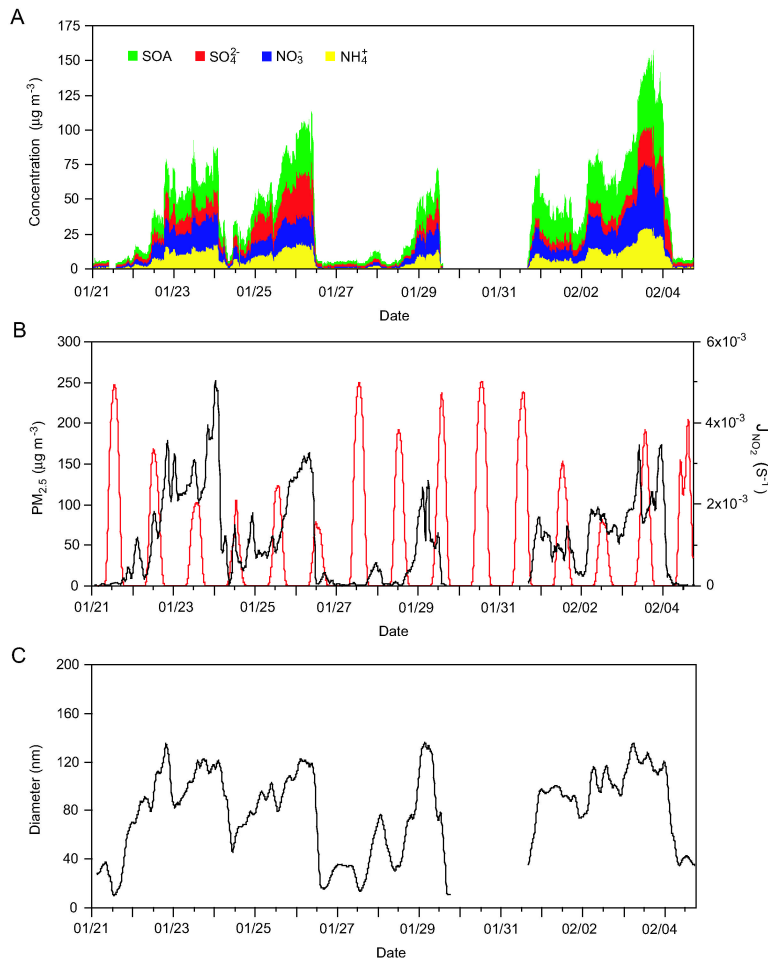 A
175
150
125
100
75
50
25
0
Concentration (μg m⁻³)
SOA SO₄²⁻ NO₃⁻ NH₄⁺
01/21 01/23 01/25 01/27 01/29 01/31 02/02 02/04
Date
B
300
250
200
150
100
50
0
PM₂.₅ (μg m⁻³)
6x10⁻³
4x10⁻³
2x10⁻³
0
J_NO₂ (S⁻¹)
01/21 01/23 01/25 01/27 01/29 01/31 02/02 02/04
Date
C
200
160
120
80
40
0
Diameter (nm)
01/21 01/23 01/25 01/27 01/29 01/31 02/02 02/04
Date